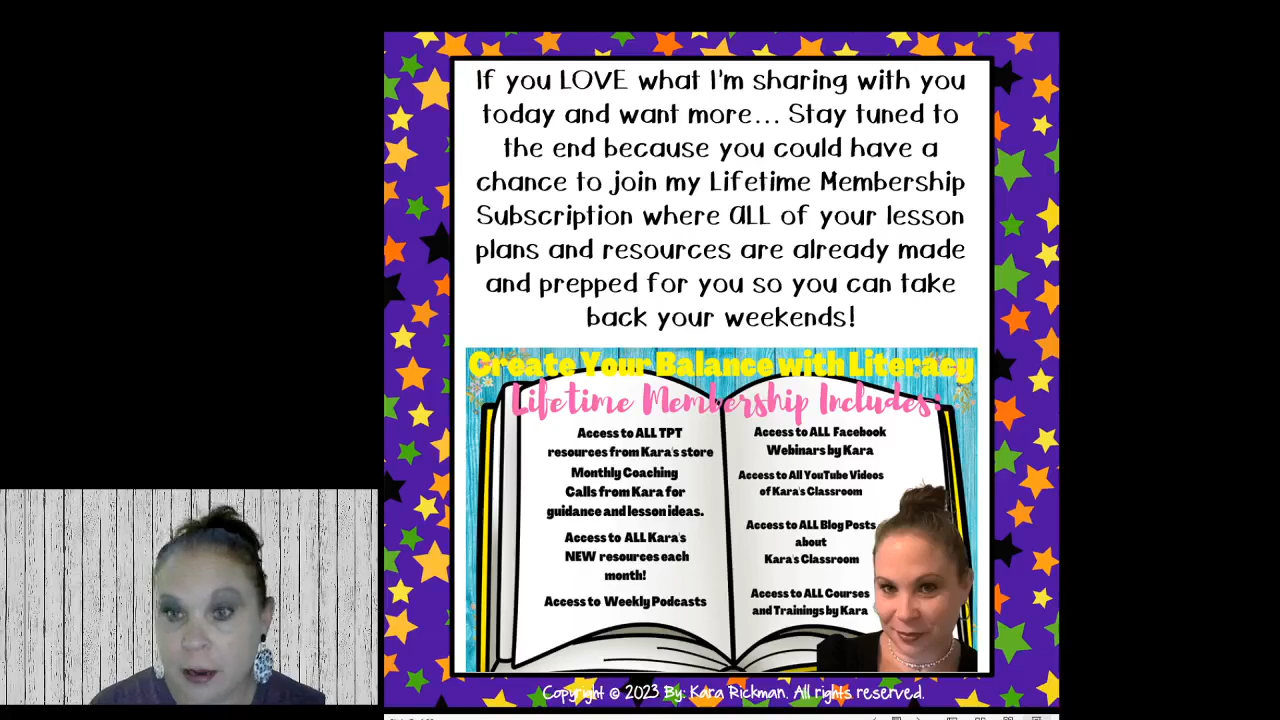 If you LOVE what I'm sharing with you
today and want more... Stay tuned to
the end because you could have a
chance to join my Lifetime Membership
Subscription where ALL of your lesson
plans and resources are already made
and prepped for you so you can take
back your weekends!
Create Your Balance with Literacy
Lifetime Membership Includes:
Access to ALL TPT
resources from Kara's store
Monthly Coaching
Calls from Kara for
guidance and lesson ideas.
Access to ALL Kara's
NEW resources each
month!
Access to Weekly Podcasts
Access to ALL Facebook
Webinars by Kara
Access to All YouTube Videos
of Kara's Classroom
Access to ALL Blog Posts
about
Kara's Classroom
Access to ALL Courses
and Trainings by Kara
Copyright © 2023 By: Kara Rickman. All rights reserved.